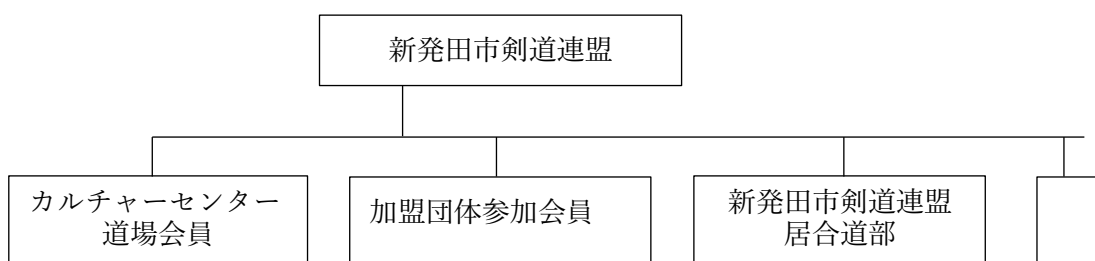 新発田市剣道連盟
カルチャーセンター
道場会員
加盟団体参加会員
新発田市剣道連盟
居合道部